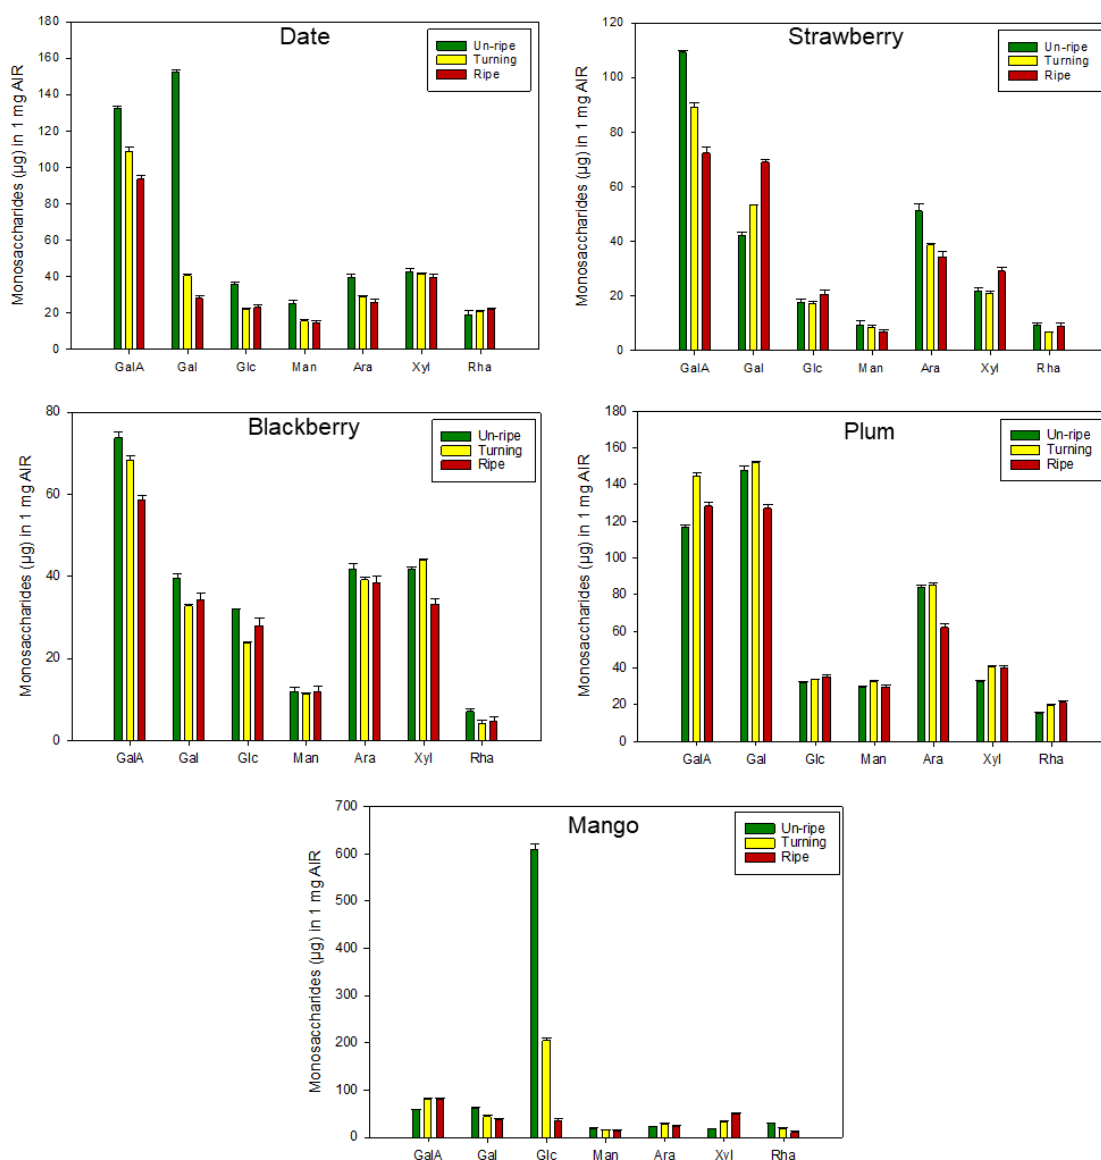 Date
Un-ripe
Turning
Ripe
Monosaccharides (µg) in 1 mg AIR
180
160
140
120
100
80
60
40
20
0
GalA Gal Glc Man Ara Xyl Rha
Strawberry
Un-ripe
Turning
Ripe
Monosaccharides (µg) in 1 mg AIR
120
100
80
60
40
20
0
GalA Gal Glc Man Ara Xyl Rha
Blackberry
Un-ripe
Turning
Ripe
Monosaccharides (µg) in 1 mg AIR
80
60
40
20
0
GalA Gal Glc Man Ara Xyl Rha
Plum
Un-ripe
Turning
Ripe
Monosaccharides (µg) in 1 mg AIR
180
160
140
120
100
80
60
40
20
0
GalA Gal Glc Man Ara Xyl Rha
Mango
Un-ripe
Turning
Ripe
Monosaccharides (µg) in 1 mg AIR
700
600
500
400
300
200
100
0
GalA Gal Glc Man Ara Xyl Rha